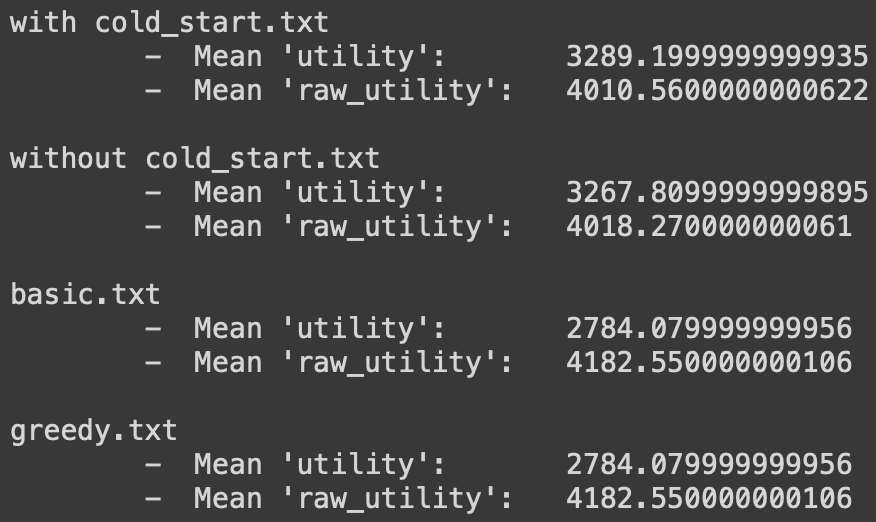 with cold_start.txt
- Mean 'utility': 3289.1999999999935
- Mean 'raw_utility': 4010.5600000000622
without cold_start.txt
- Mean 'utility': 3267.8099999999895
- Mean 'raw_utility': 4018.270000000061
basic.txt
- Mean 'utility': 2784.079999999956
- Mean 'raw_utility': 4182.550000000106
greedy.txt
- Mean 'utility': 2784.079999999956
- Mean 'raw_utility': 4182.550000000106